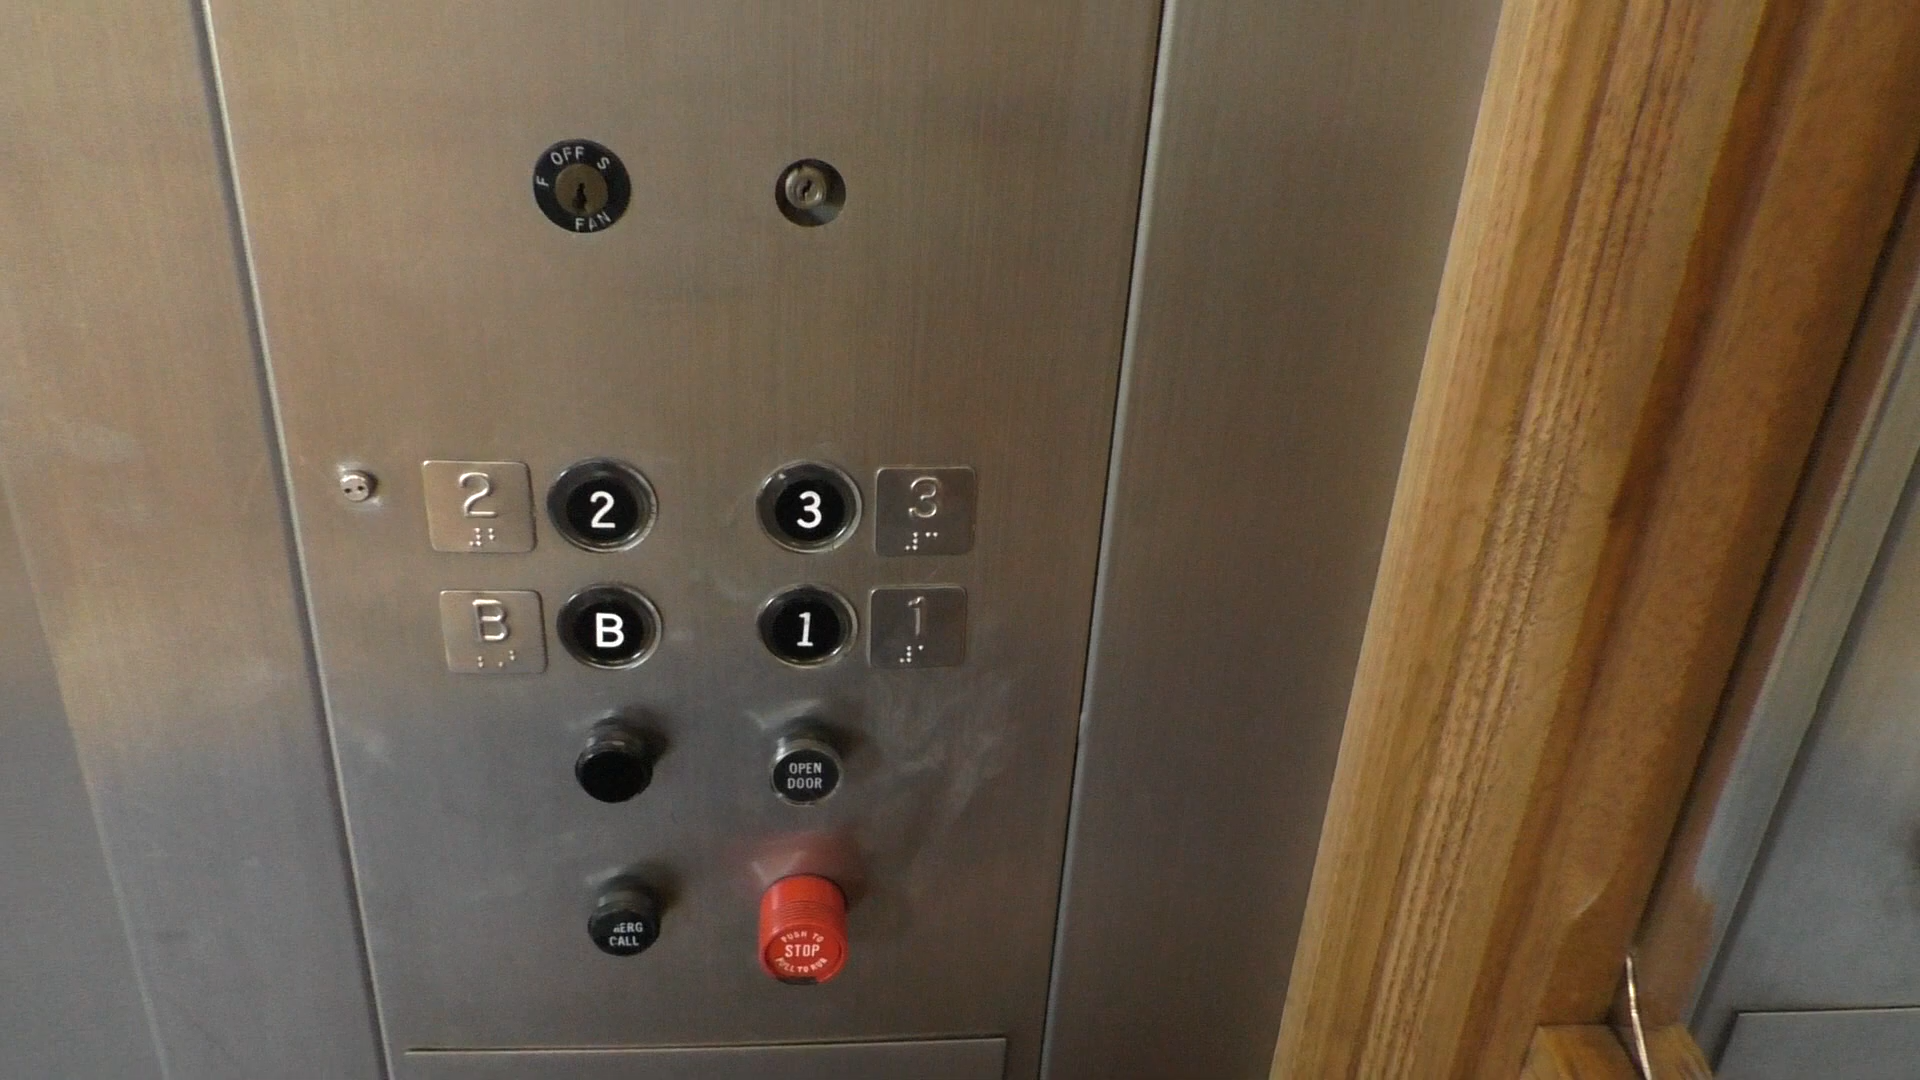 OFF S
F
FAN
2 2 3 3
B B 1 1
OPEN
DOOR
CALL
PUSH TO
STOP
PULL TO RUN